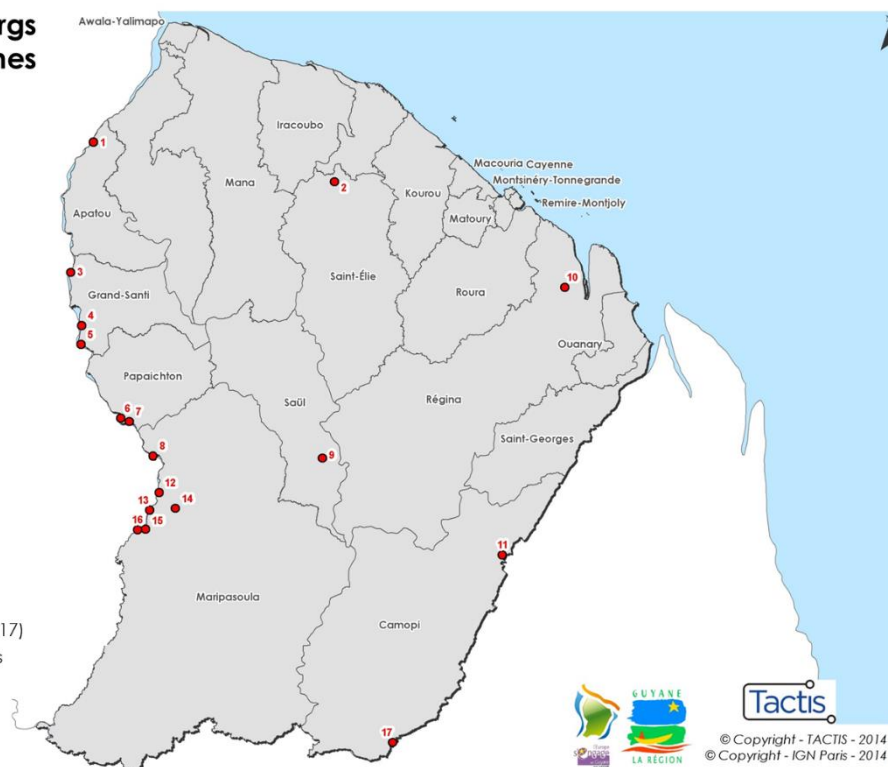 rgs
nes
Awala-Yalimapo
Iracoubo
1
2
Mana
Macouria Cayenne
Montsinéry-Tonnegrande
Remire-Montjoly
Kourou
Matoury
Apatou
3
Saint-Élie
10
Grand-Santi
Roura
4
5
Ouanary
Papaichton
Saül
Régina
6
7
Saint-Georges
8
9
12
13
14
16
15
11
Maripasoula
Camopi
17)
s
17
GUYANE
LA RÉGION
Tactis
© Copyright - TACTIS - 2014
© Copyright - IGN Paris - 2014